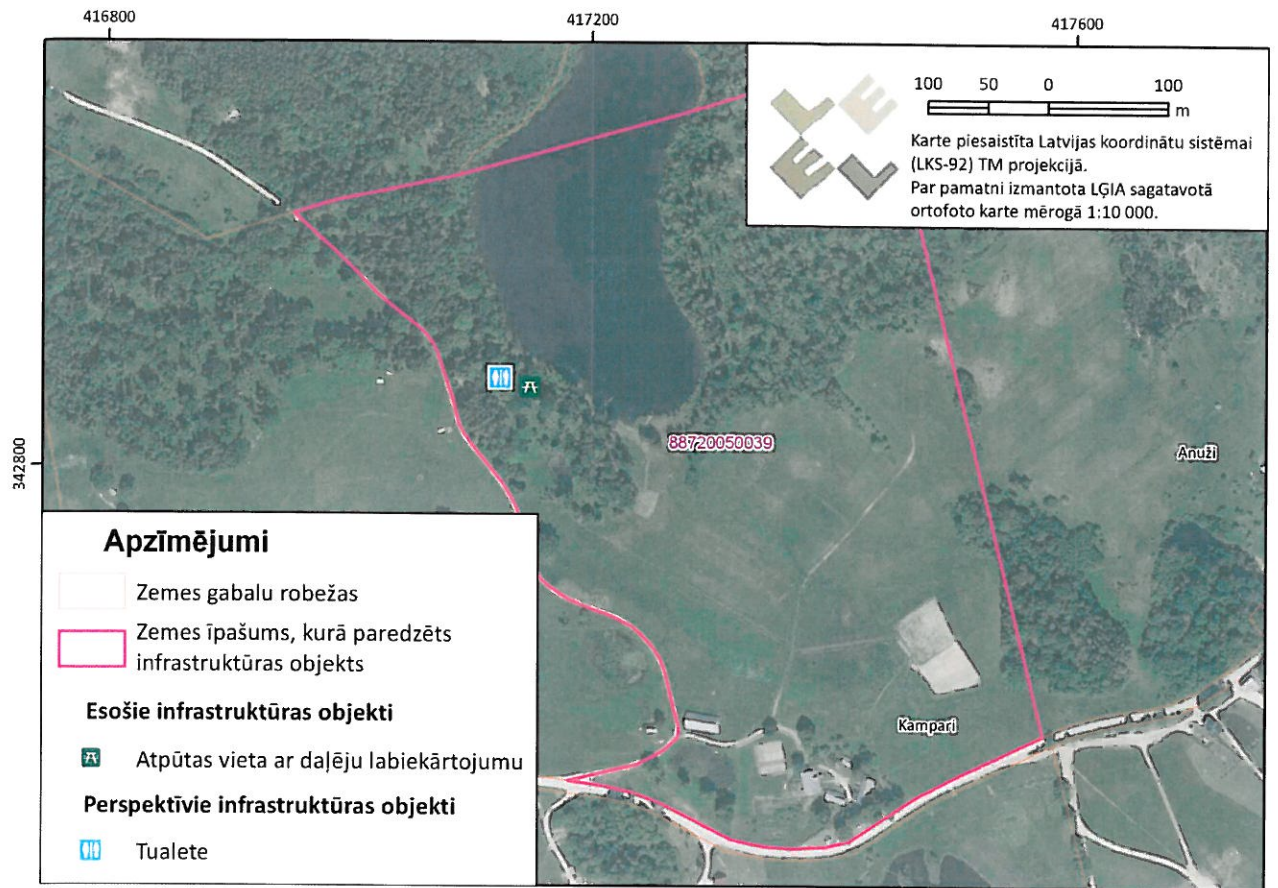 416800
417200
417600
100 50 0 100
m
Karte piesaistīta Latvijas koordinātu sistēmai
(LKS-92) TM projekcijā.
Par pamatni izmantota LĢIA sagatavotā
ortofoto karte mērogā 1:10 000.
88720050039
342800
Anuži
Kampari
Apzīmējumi
Zemes gabalu robežas
Zemes īpašums, kurā paredzēts
infrastruktūras objekts
Esošie infrastruktūras objekti
Atpūtas vieta ar daļēju labiekārtojumu
Perspektīvie infrastruktūras objekti
Tualete